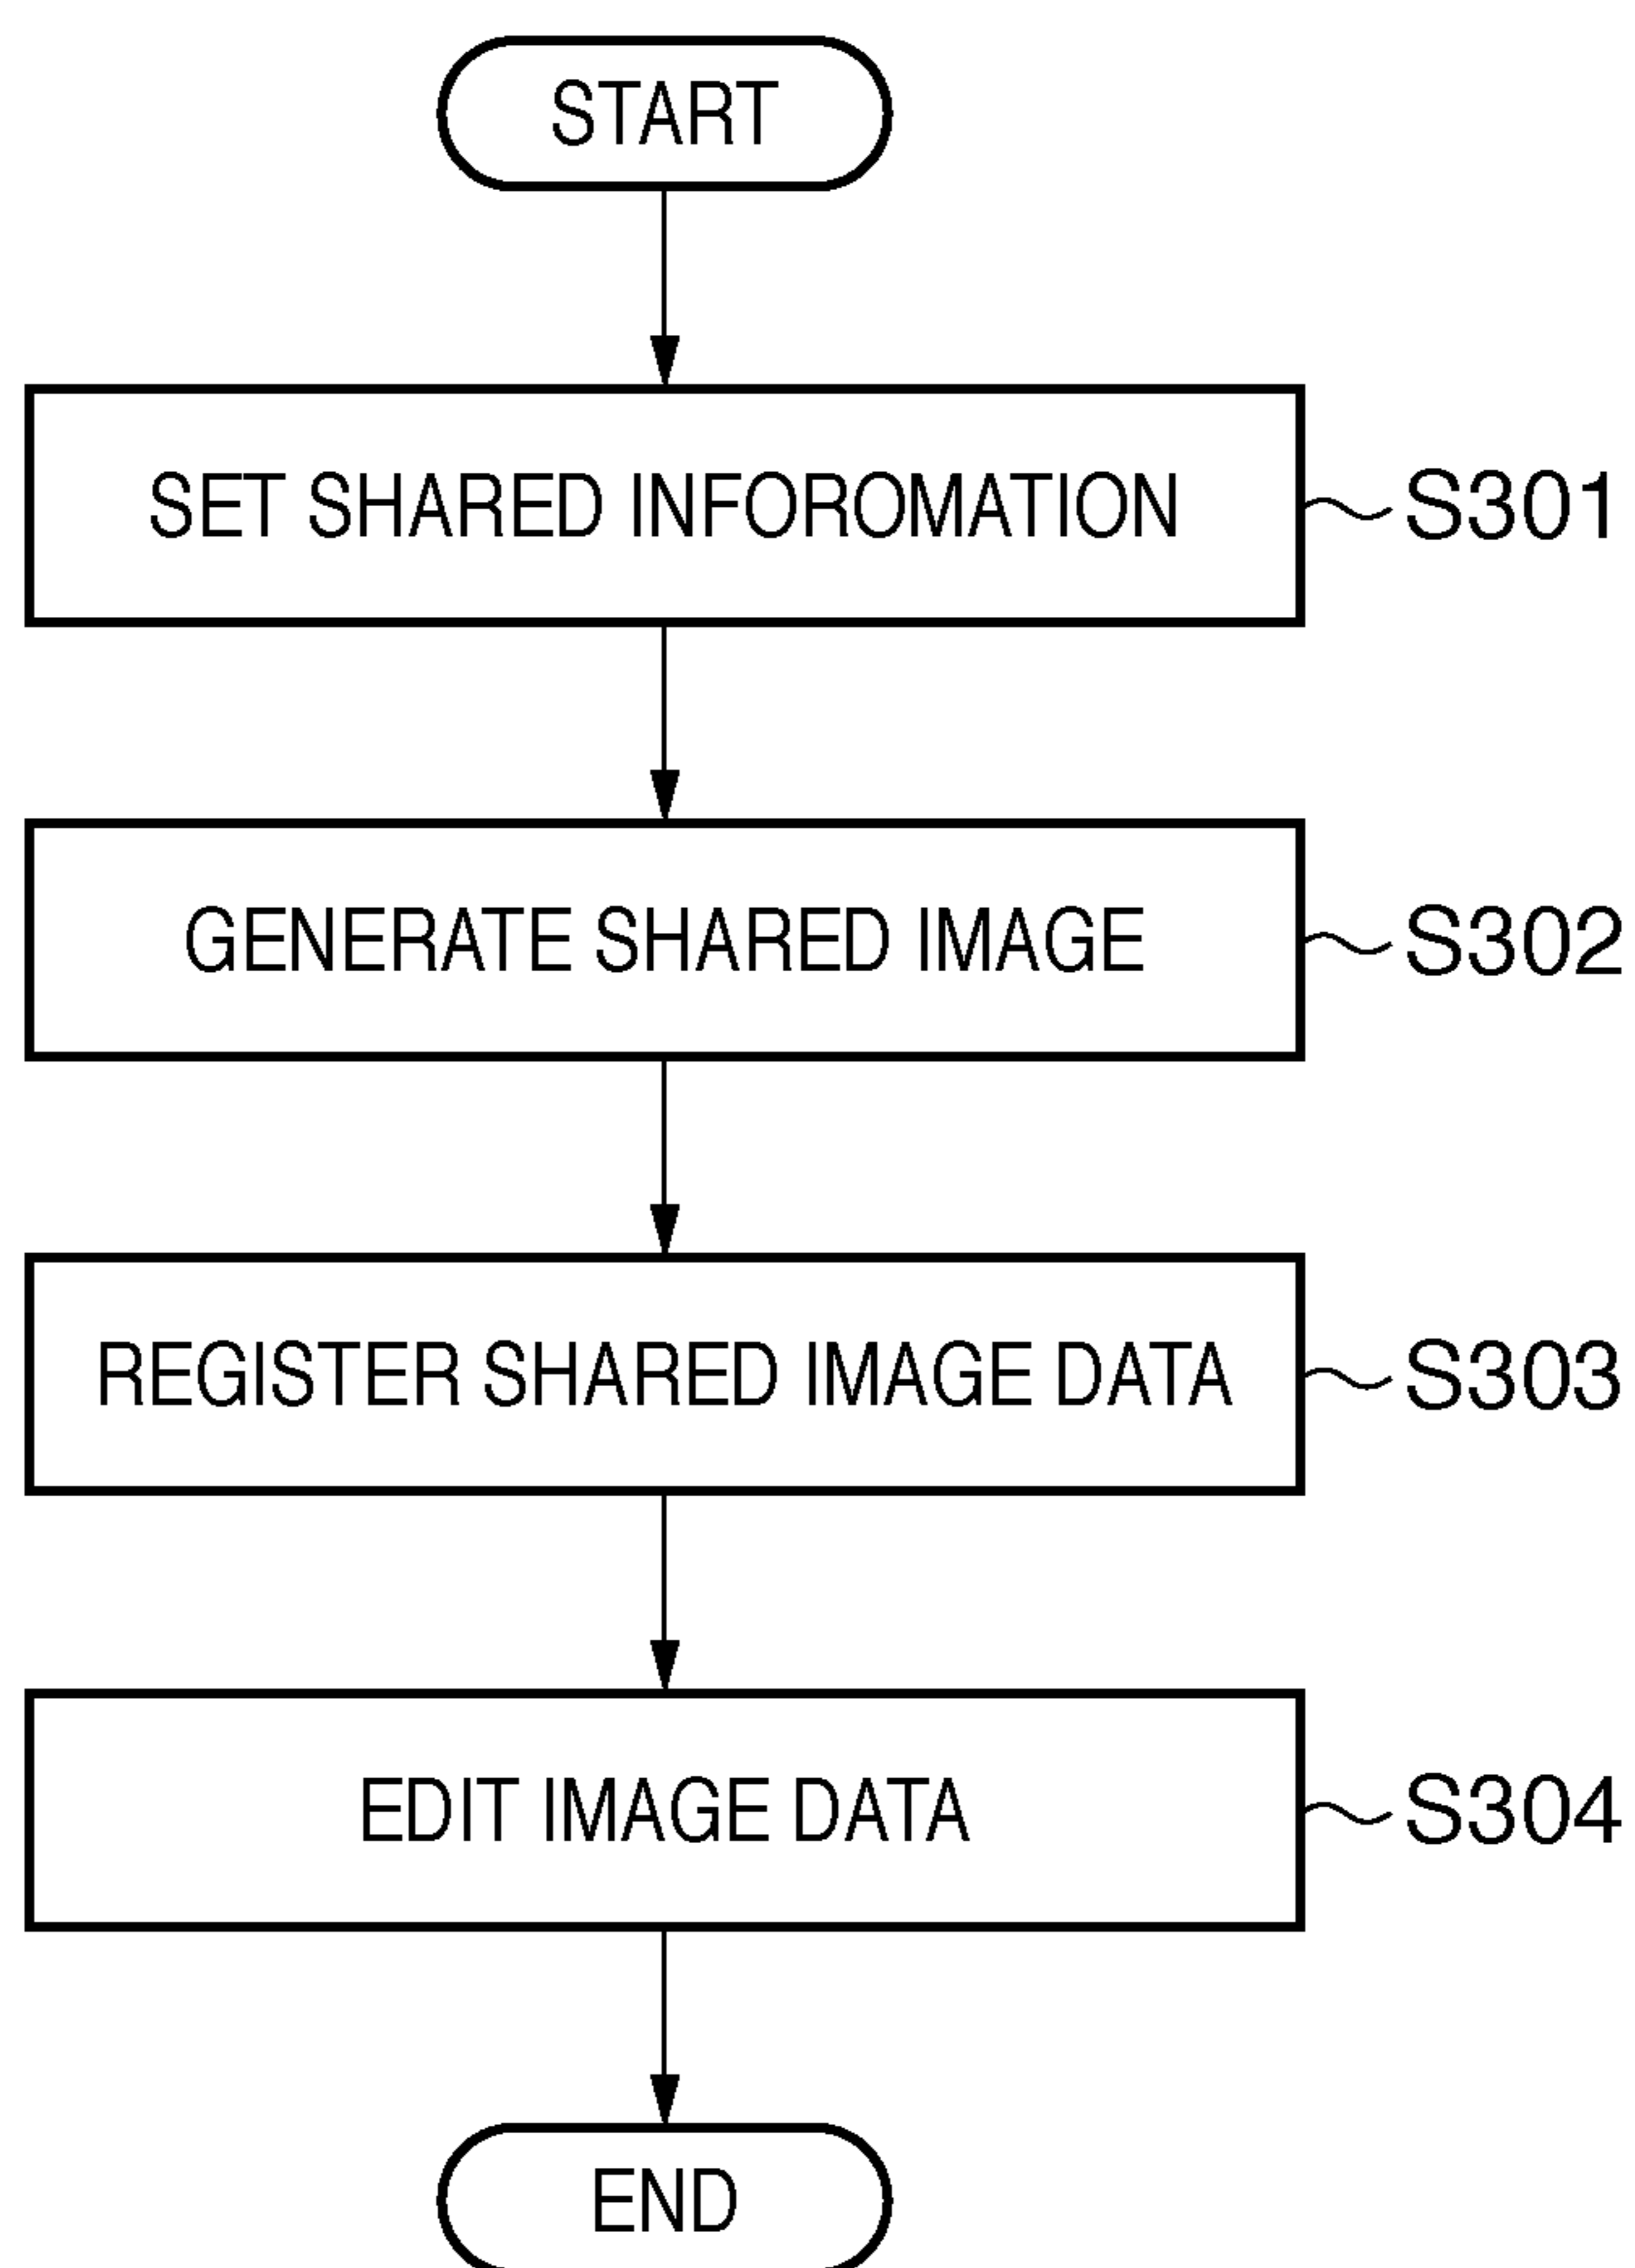 START
SET SHARED INFOROMATION
S301
GENERATE SHARED IMAGE
S302
REGISTER SHARED IMAGE DATA
S303
EDIT IMAGE DATA
S304
END